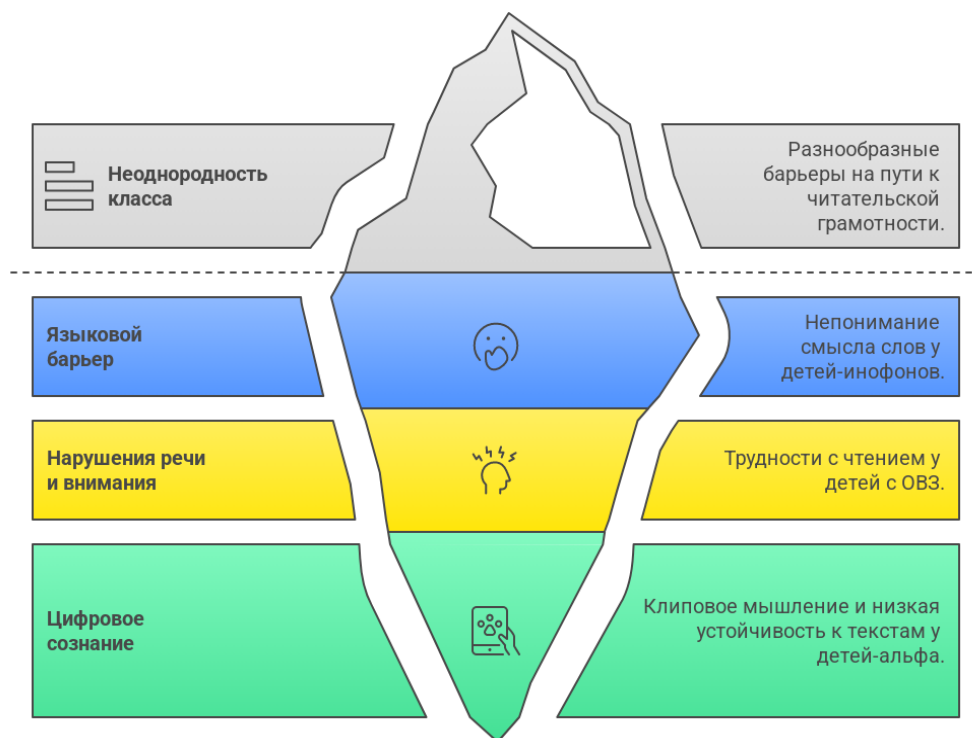 Неоднородность
класса
Разнообразные
барьеры на пути к
читательской
грамотности.
Языковой
барьер
Непонимание
смысла слов у
детей-инофонов.
Нарушения речи
и внимания
Трудности с чтением у
детей с ОВЗ.
Цифровое
сознание
Клиповое мышление и низкая
устойчивость к текстам у
детей-альфа.